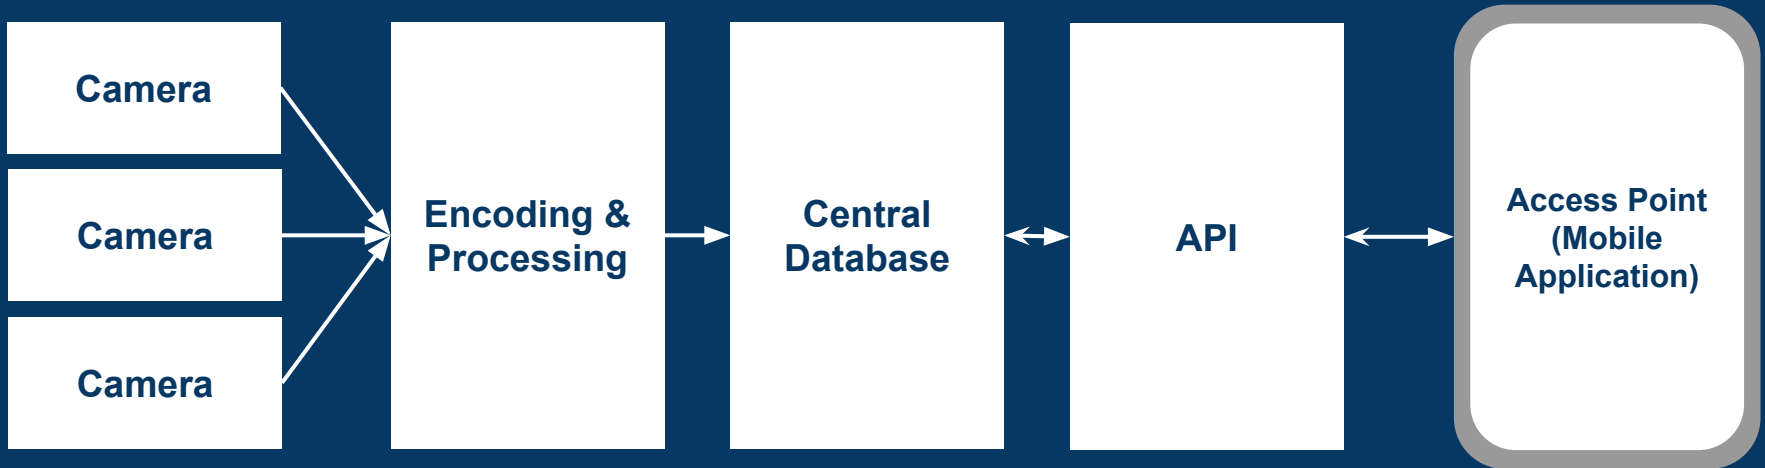 Camera
Camera
Camera
Encoding &
Processing
Central
Database
API
Access Point
(Mobile
Application)